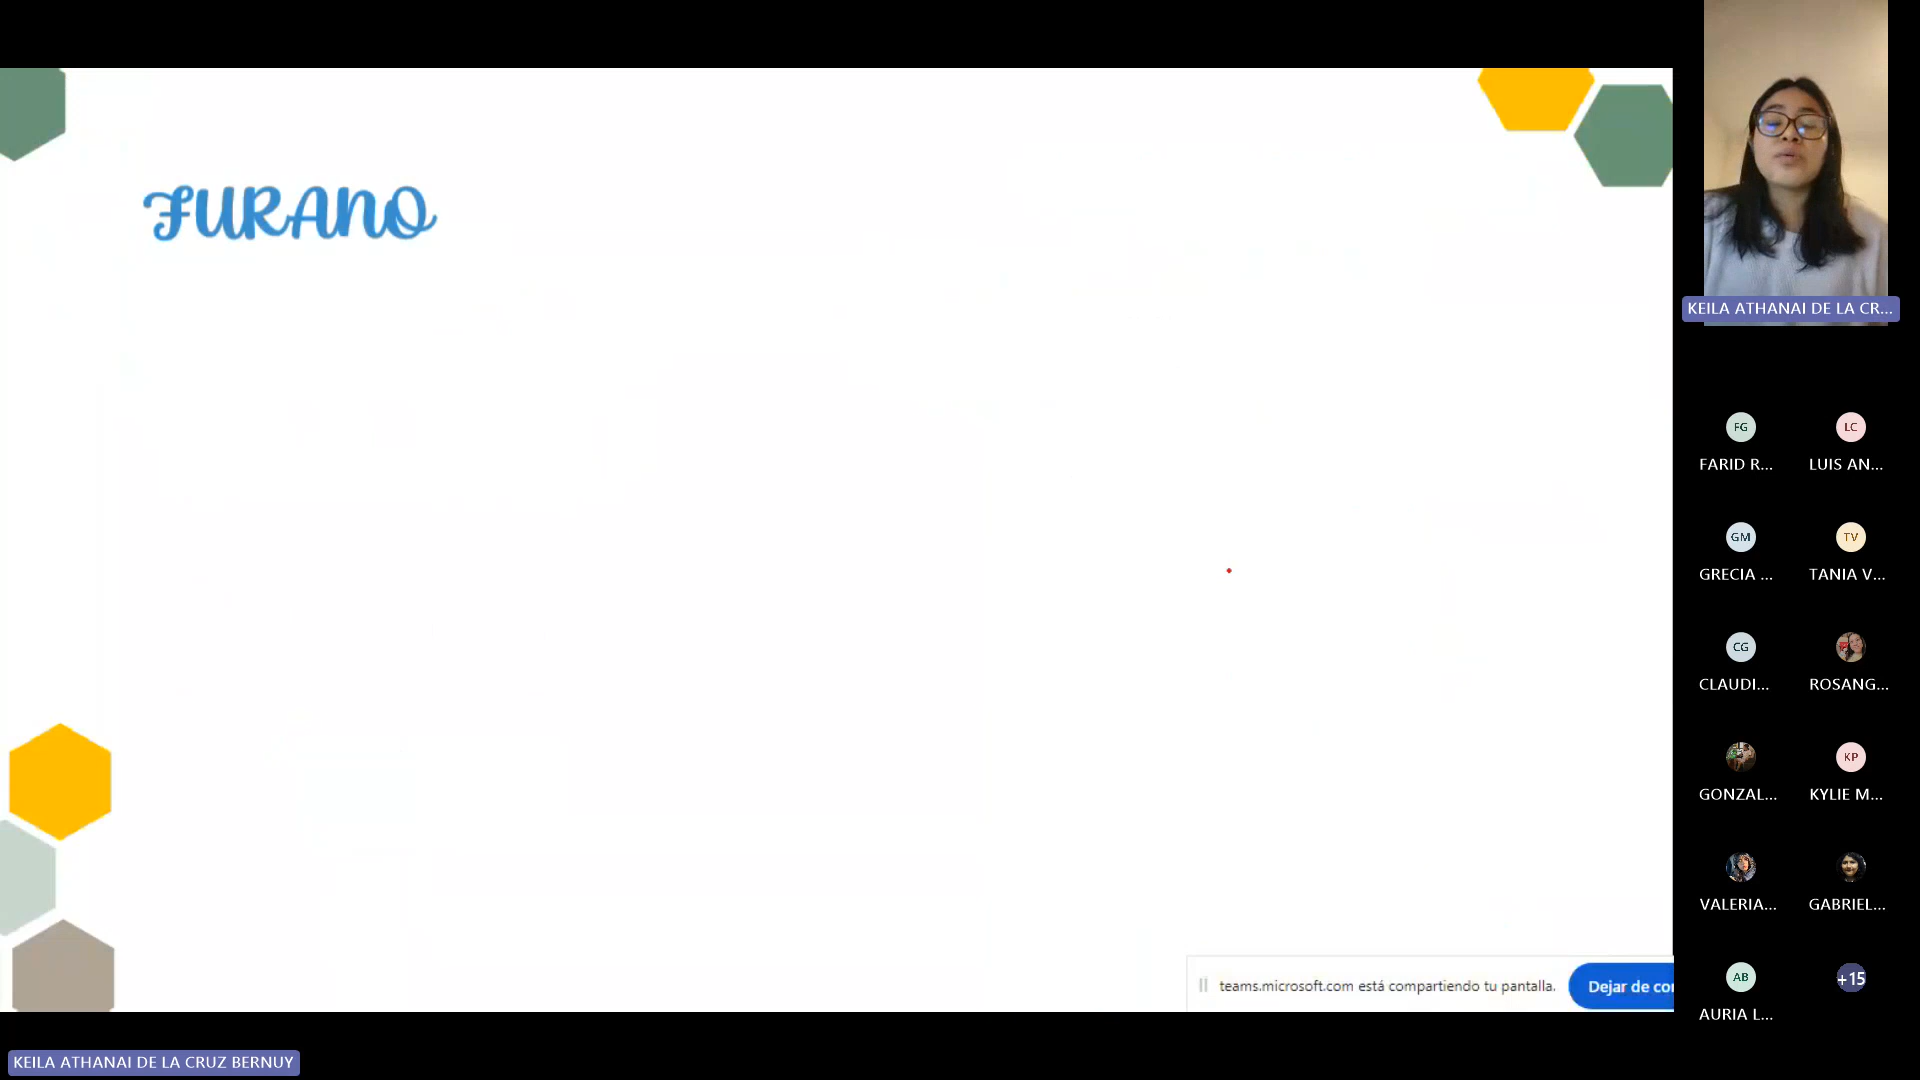 FURANO
KEILA ATHANAI DE LA CR...
FG
LC
FARID R...
LUIS AN...
GM
TV
GRECIA ...
TANIA V...
CG
CLAUDI...
ROSANG...
KP
GONZAL...
KYLIE M...
VALERIA...
GABRIEL...
AB
+15
AURIA L...
teams.microsoft.com está compartiendo tu pantalla.
Dejar de co
KEILA ATHANAI DE LA CRUZ BERNUY